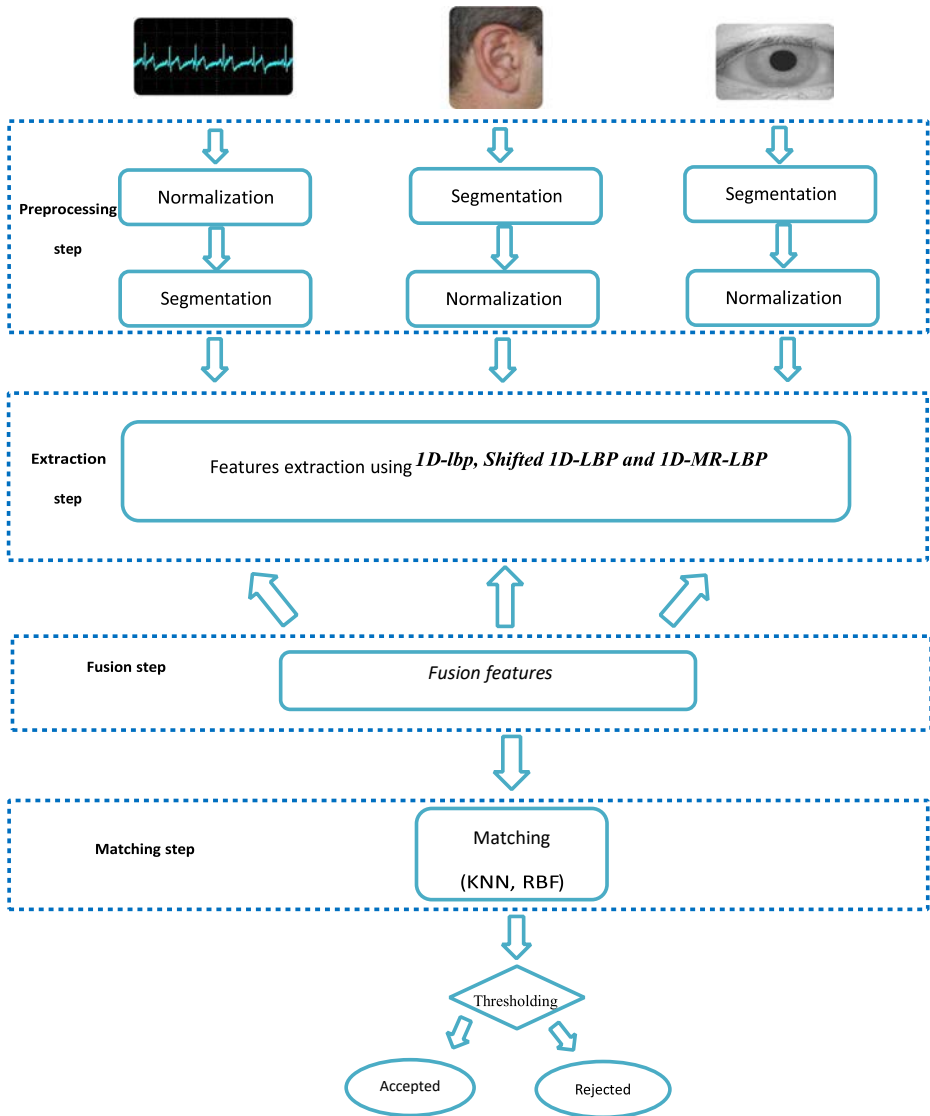 Preprocessing
step
Normalization
Segmentation
Segmentation
Segmentation
Normalization
Normalization
Extraction
step
Features extraction using 1D-lbp, Shifted 1D-LBP and 1D-MR-LBP
Fusion step
Fusion features
Matching step
Matching
(KNN, RBF)
Thresholding
Accepted
Rejected